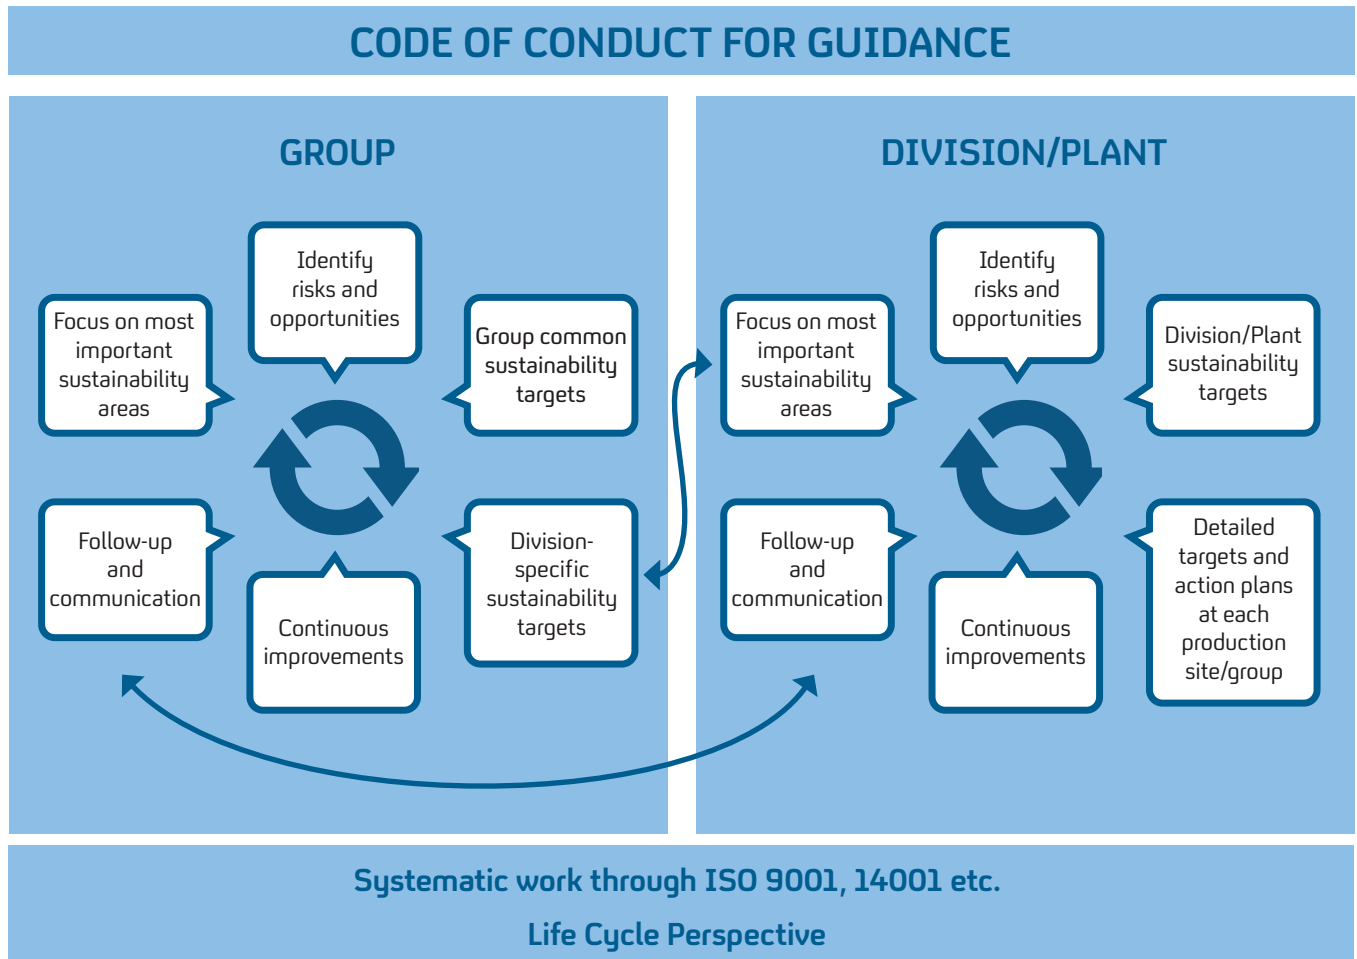 CODE OF CONDUCT FOR GUIDANCE
GROUP
Identify
risks and
opportunities
Focus on most
important
sustainability
areas
Group common
sustainability
targets
Follow-up
and
communication
Continuous
improvements
Division-
specific
sustainability
targets
DIVISION/PLANT
Identify
risks and
opportunities
Focus on most
important
sustainability
areas
Division/Plant
sustainability
targets
Follow-up
and
communication
Continuous
improvements
Detailed
targets and
action plans
at each
production
site/group
Systematic work through ISO 9001, 14001 etc.
Life Cycle Perspective